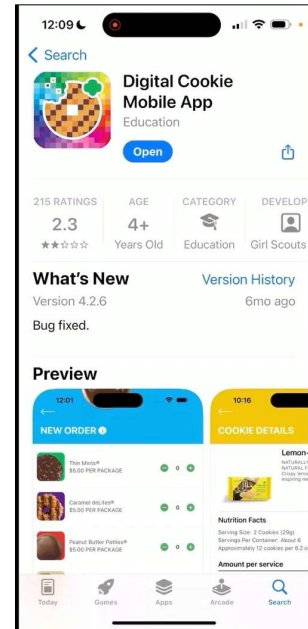 12:09
Search
Digital Cookie
Mobile App
Education
Open
215 RATINGS
AGE
CATEGORY
DEVELOP
2.3
4+
Years Old
Education
Girl Scouts
What's New
Version History
Version 4.2.6
6mo ago
Bug fixed.
Preview
12:01
NEW ORDER
Thin Mints®
$5.00 PER PACKAGE
0
Caramel deLites®
$5.00 PER PACKAGE
0
Peanut Butter Patties®
$5.00 PER PACKAGE
0
10:16
COOKIE DETAILS
Lemon-
NATURALLY
NATURAL F
Crispy lemo
Nutrition Facts
Serving Size: 2 Cookies (29g)
Servings Per Container: About 6
Approximately 12 cookies per 6.2 o
Amount per service
Today
Games
Apps
Arcade
Search